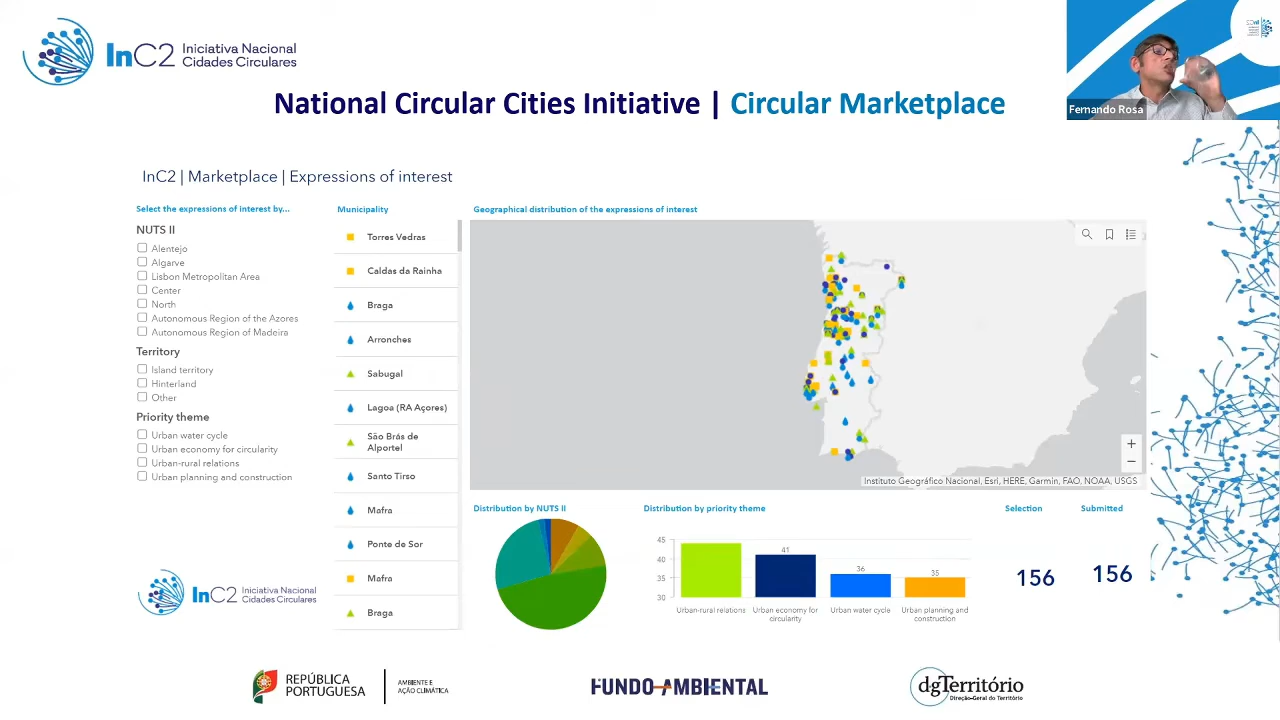 InC2 Iniciativa Nacional
Cidades Circulares
Fernando Rosa
National Circular Cities Initiative | Circular Marketplace
InC2 | Marketplace | Expressions of interest
Select the expressions of interest by...
NUTS II
Alentejo
Algarve
Lisbon Metropolitan Area
Center
North
Autonomous Region of the Azores
Autonomous Region of Madeira
Territory
Island territory
Hinterland
Other
Priority theme
Urban water cycle
Urban economy for circularity
Urban-rural relations
Urban planning and construction
Municipality
Torres Vedras
Caldas da Rainha
Braga
Arronches
Sabugal
Lagoa (RA Açores)
São Brás de
Alportel
Santo Tirso
Mafra
Ponte de Sor
Mafra
Braga
Geographical distribution of the expressions of interest
+
−
Instituto Geográfico Nacional, Esri, HERE, Garmin, FAO, NOAA, USGS
Distribution by NUTS II
Distribution by priority theme
45
40
35
30
41
36
35
Urban-rural relations
Urban economy for
circularity
Urban water cycle
Urban planning and
construction
Selection
156
Submitted
156
InC2 Iniciativa Nacional
Cidades Circulares
REPÚBLICA
PORTUGUESA
AMBIENTE E
AÇÃO CLIMÁTICA
FUNDO AMBIENTAL
dgTerritório
Direção-Geral do Território